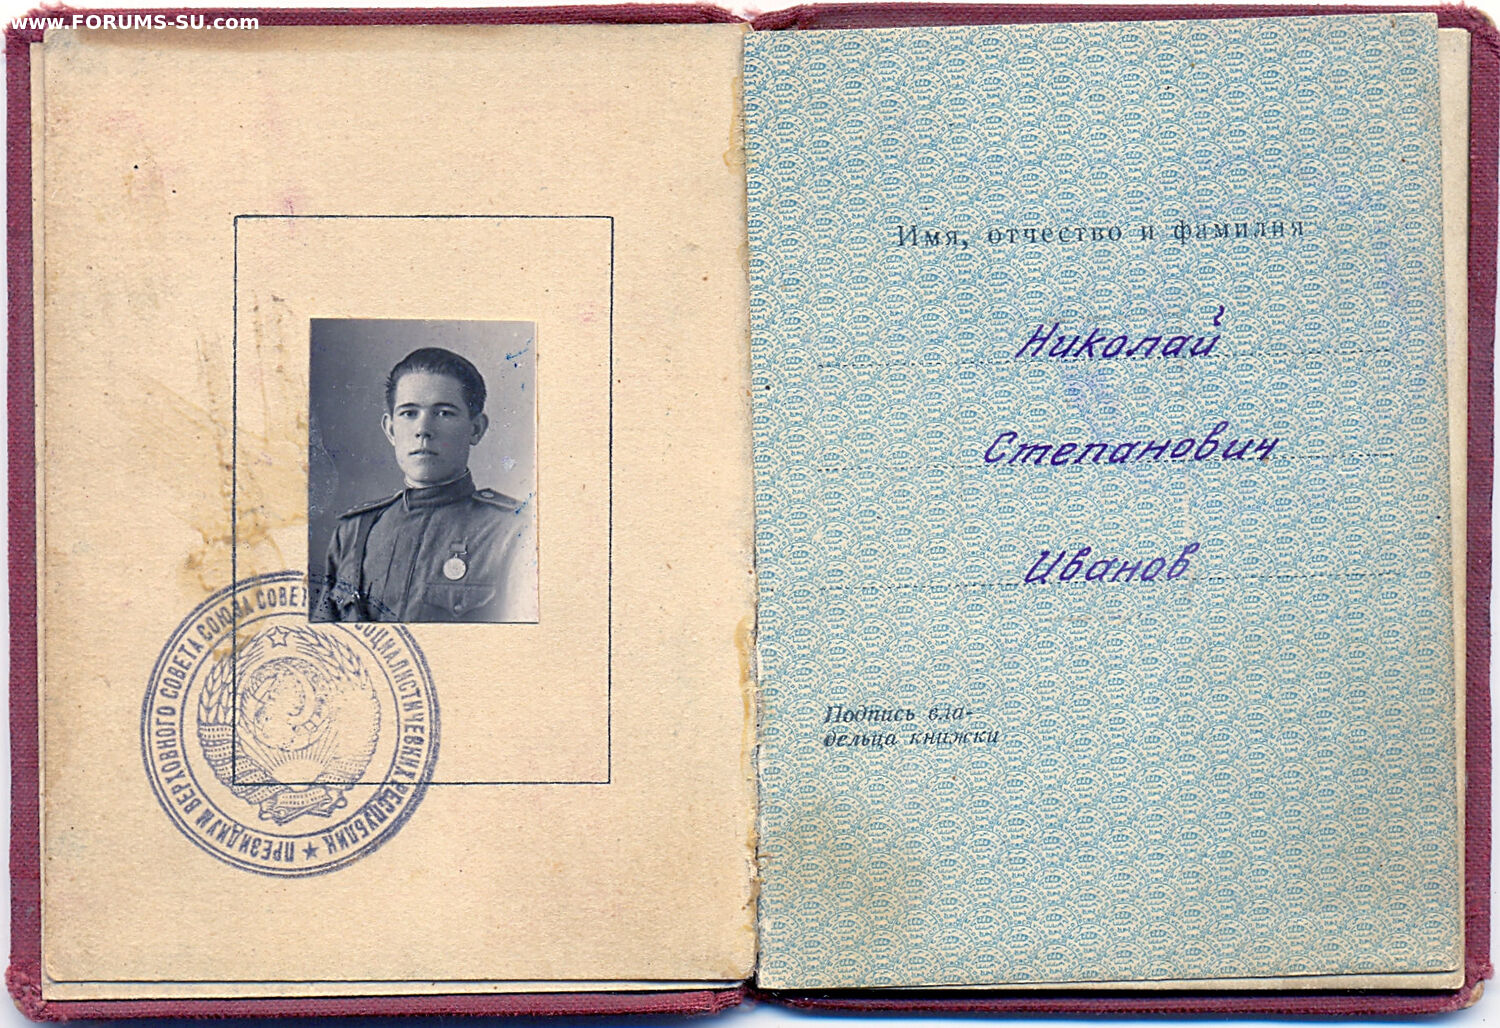 www.FORUMS-SU.com
ПРЕЗИДИУМ ВЕРХОВНОГО СОВЕТА СОЮЗА СОВЕТ СОЦИАЛИСТИЧЕСКИХ РЕСПУБЛИК ★
Имя, отчество и фамилия
Николай
Степанович
Иванов
Подпись вла-
дельца книжки